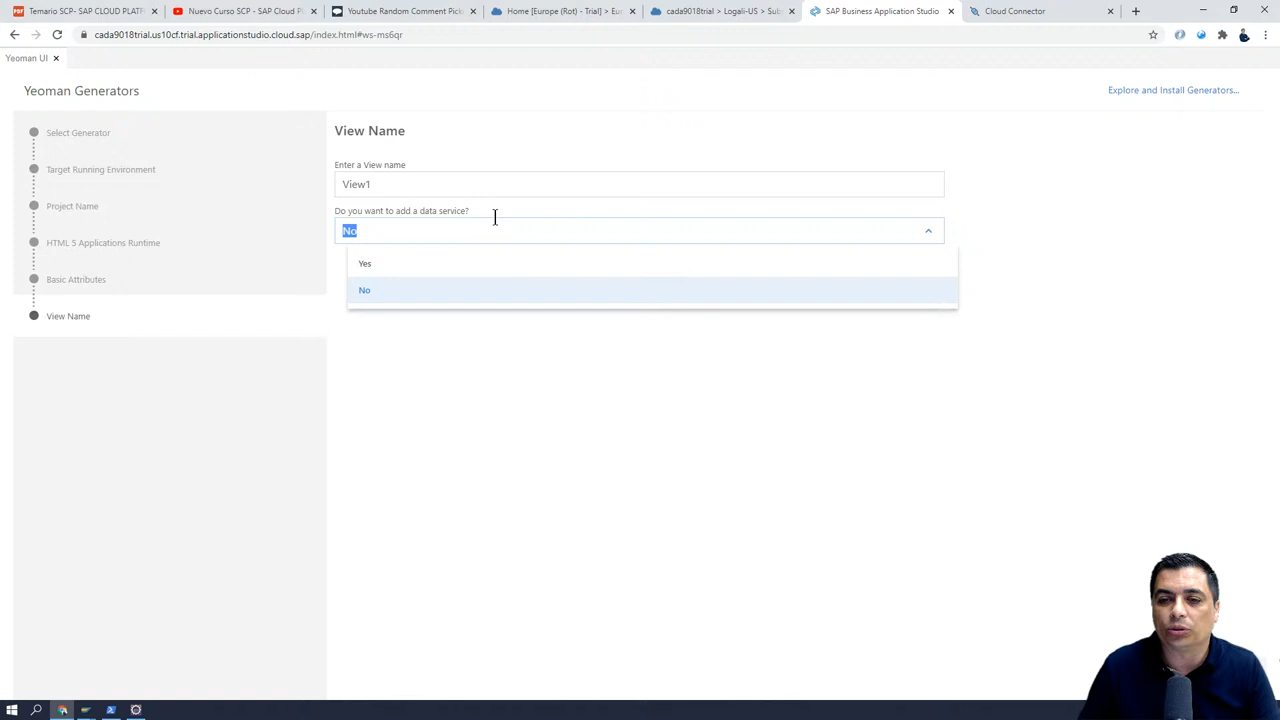 Temario SCP- SAP CLOUD PLATF
Nuevo Curso SCP - SAP Cloud Pl
Youtube Random Comment Pick
Home [Europe (Rot) - Trial] > Eu
cada9018trial > Logali-US > Sub
SAP Business Application Studio
Cloud Connector
cada9018trial.us10cf.trial.applicationstudio.cloud.sap/index.html#ws-ms6qr
Yeoman UI
Yeoman Generators
Explore and Install Generators...
Select Generator
Target Running Environment
Project Name
HTML 5 Applications Runtime
Basic Attributes
View Name
View Name
Enter a View name
View1
Do you want to add a data service?
No
Yes
No